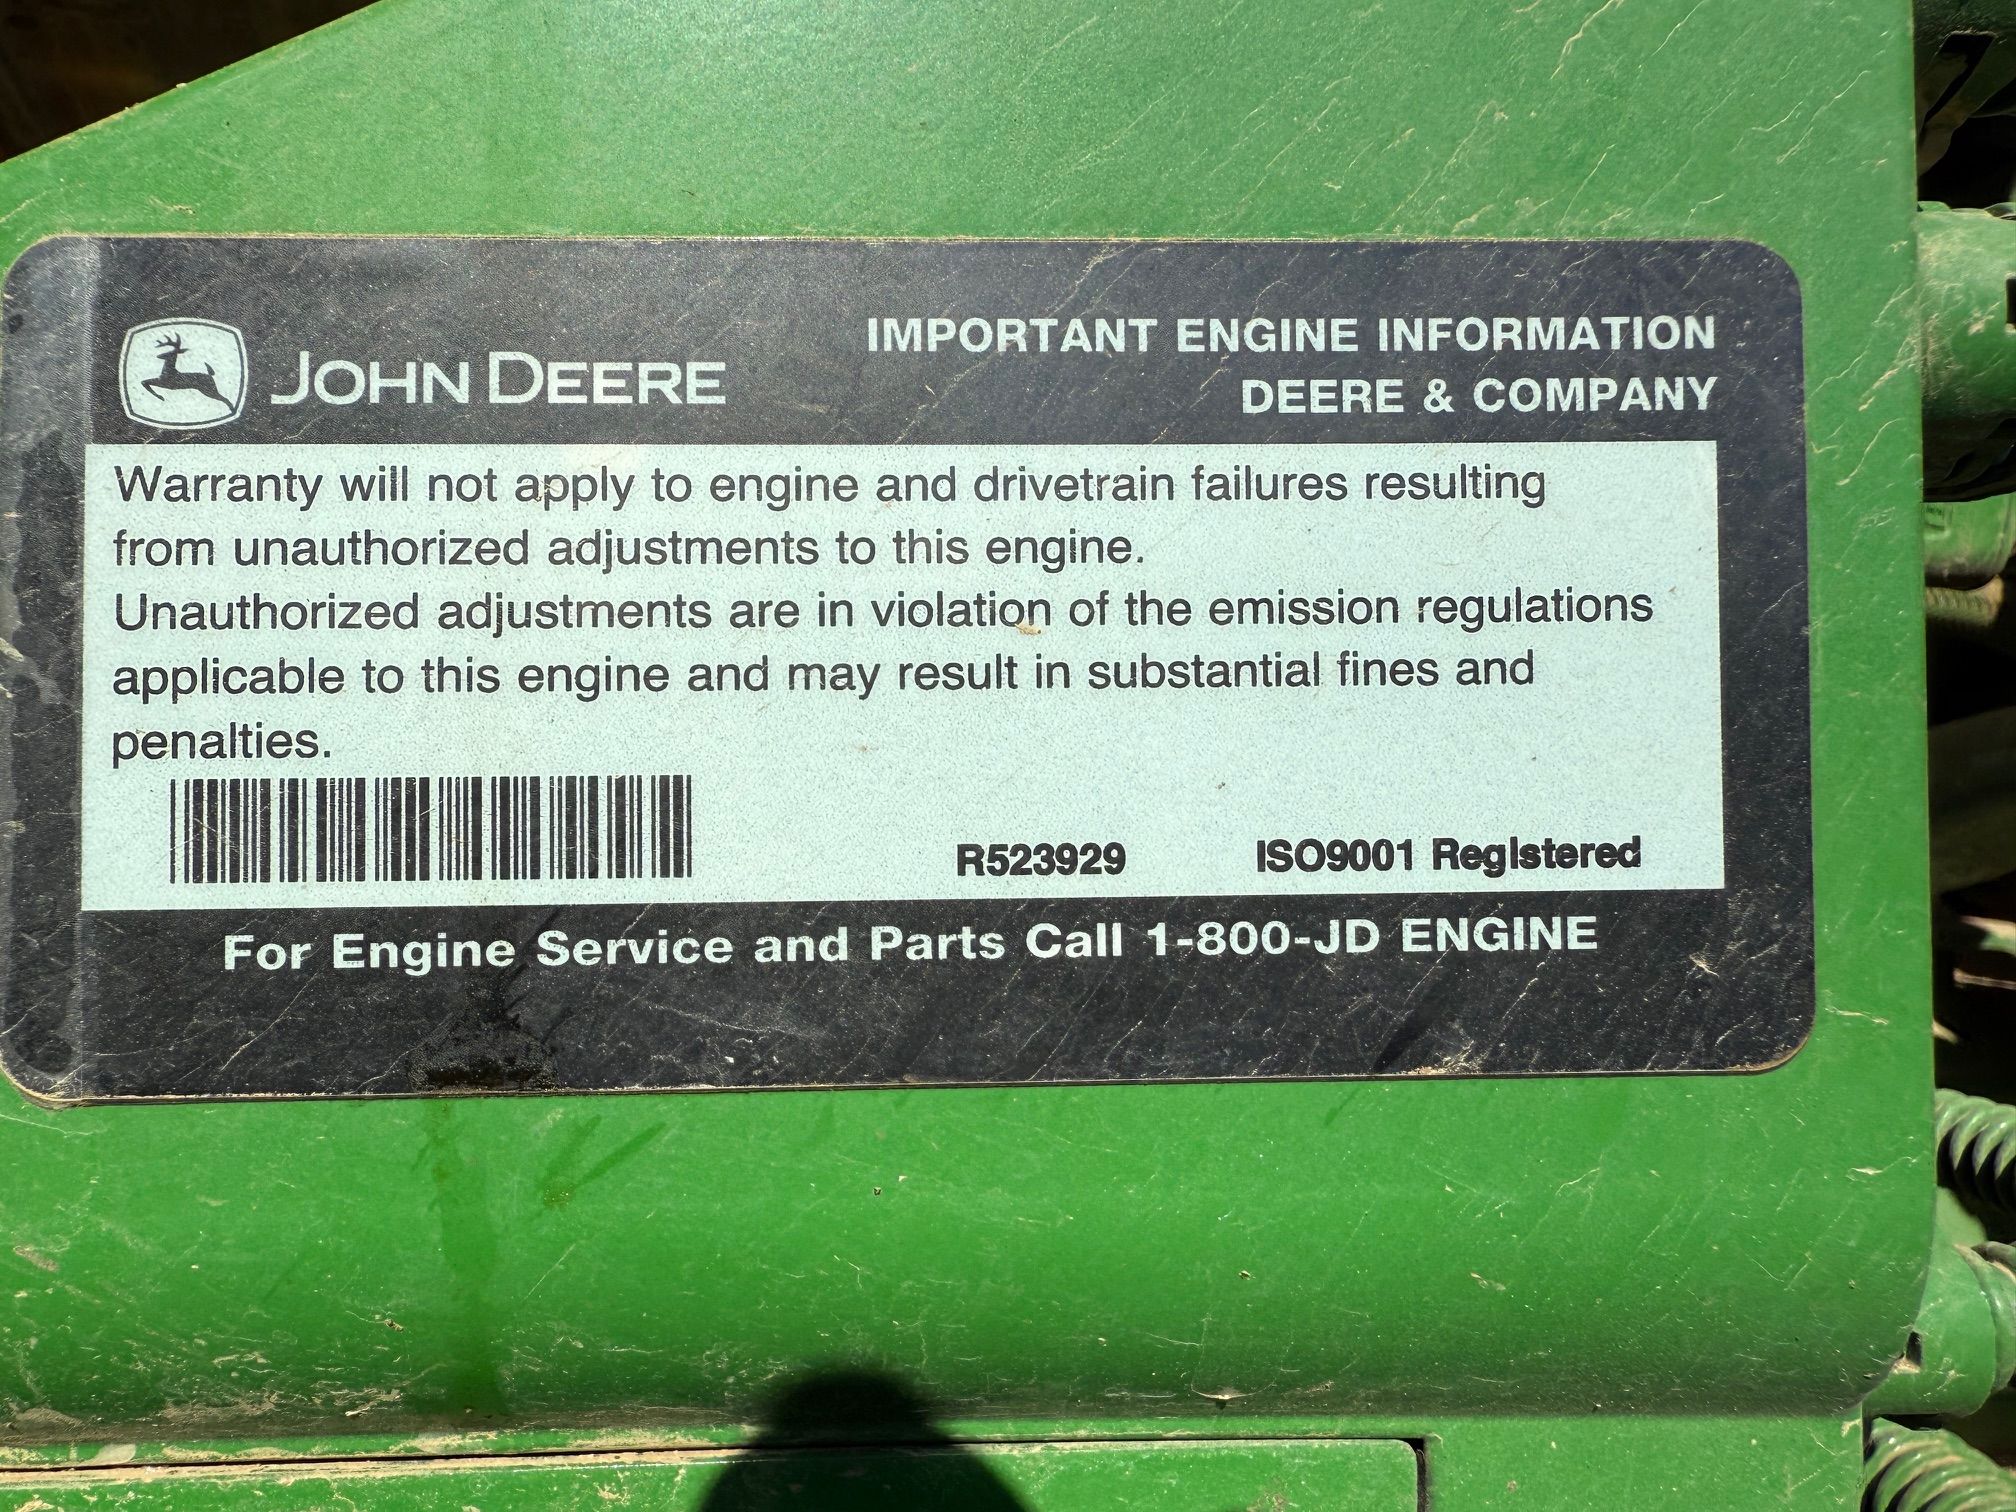 JOHN DEERE
IMPORTANT ENGINE INFORMATION
DEERE & COMPANY
Warranty will not apply to engine and drivetrain failures resulting
from unauthorized adjustments to this engine.
Unauthorized adjustments are in violation of the emission regulations
applicable to this engine and may result in substantial fines and
penalties.
R523929 ISO9001 Registered
For Engine Service and Parts Call 1-800-JD ENGINE